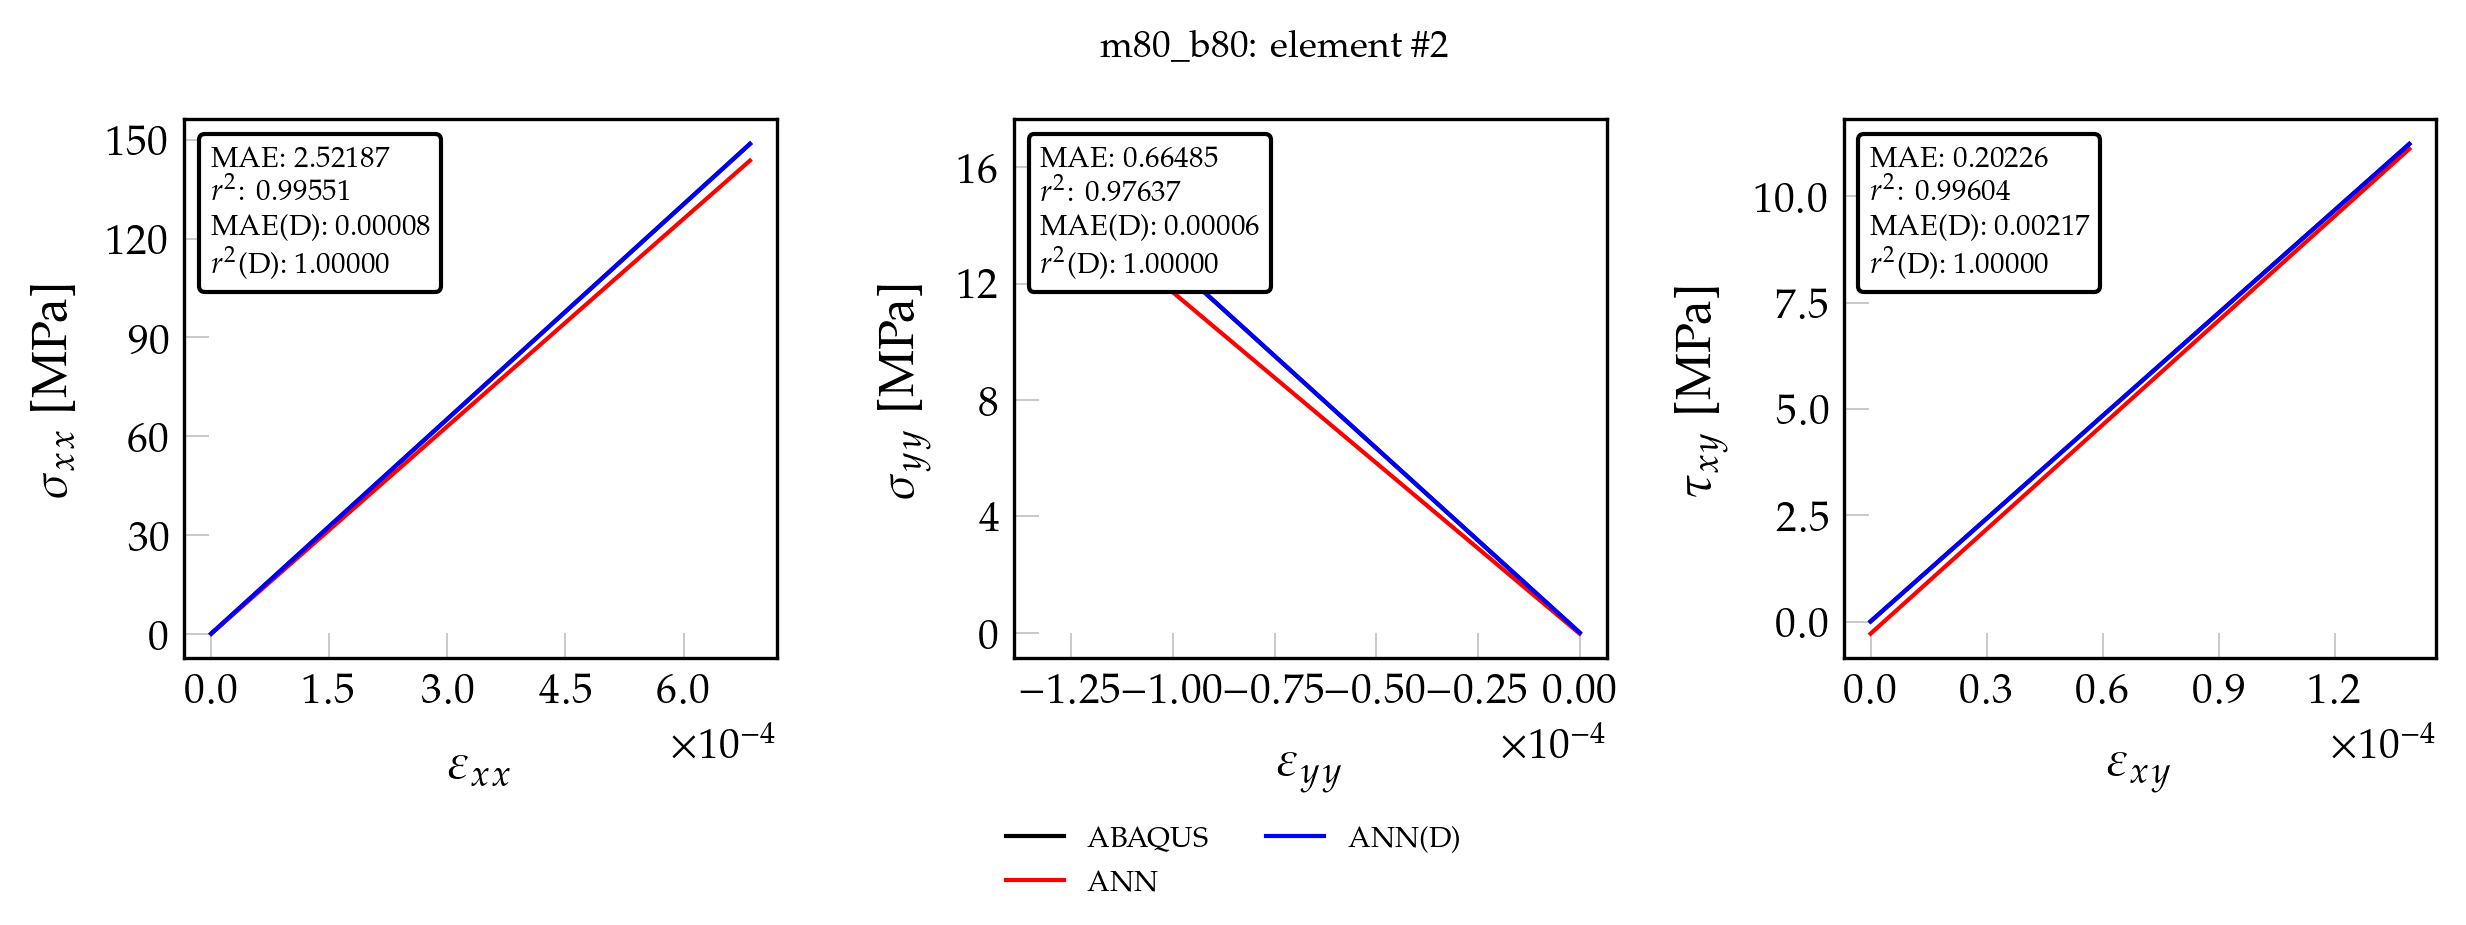 m80_b80: element #2
150
120
90
60
30
0
σxx [MPa]
MAE: 2.52187
r²: 0.99551
MAE(D): 0.00008
r²(D): 1.00000
0.0 1.5 3.0 4.5 6.0
×10⁻⁴
εxx
16
12
8
4
0
σyy [MPa]
MAE: 0.66485
r²: 0.97637
MAE(D): 0.00006
r²(D): 1.00000
−1.25 −1.00 −0.75 −0.50 −0.25 0.00
×10⁻⁴
εyy
10.0
7.5
5.0
2.5
0.0
τxy [MPa]
MAE: 0.20226
r²: 0.99604
MAE(D): 0.00217
r²(D): 1.00000
0.0 0.3 0.6 0.9 1.2
×10⁻⁴
εxy
ABAQUS
ANN
ANN(D)